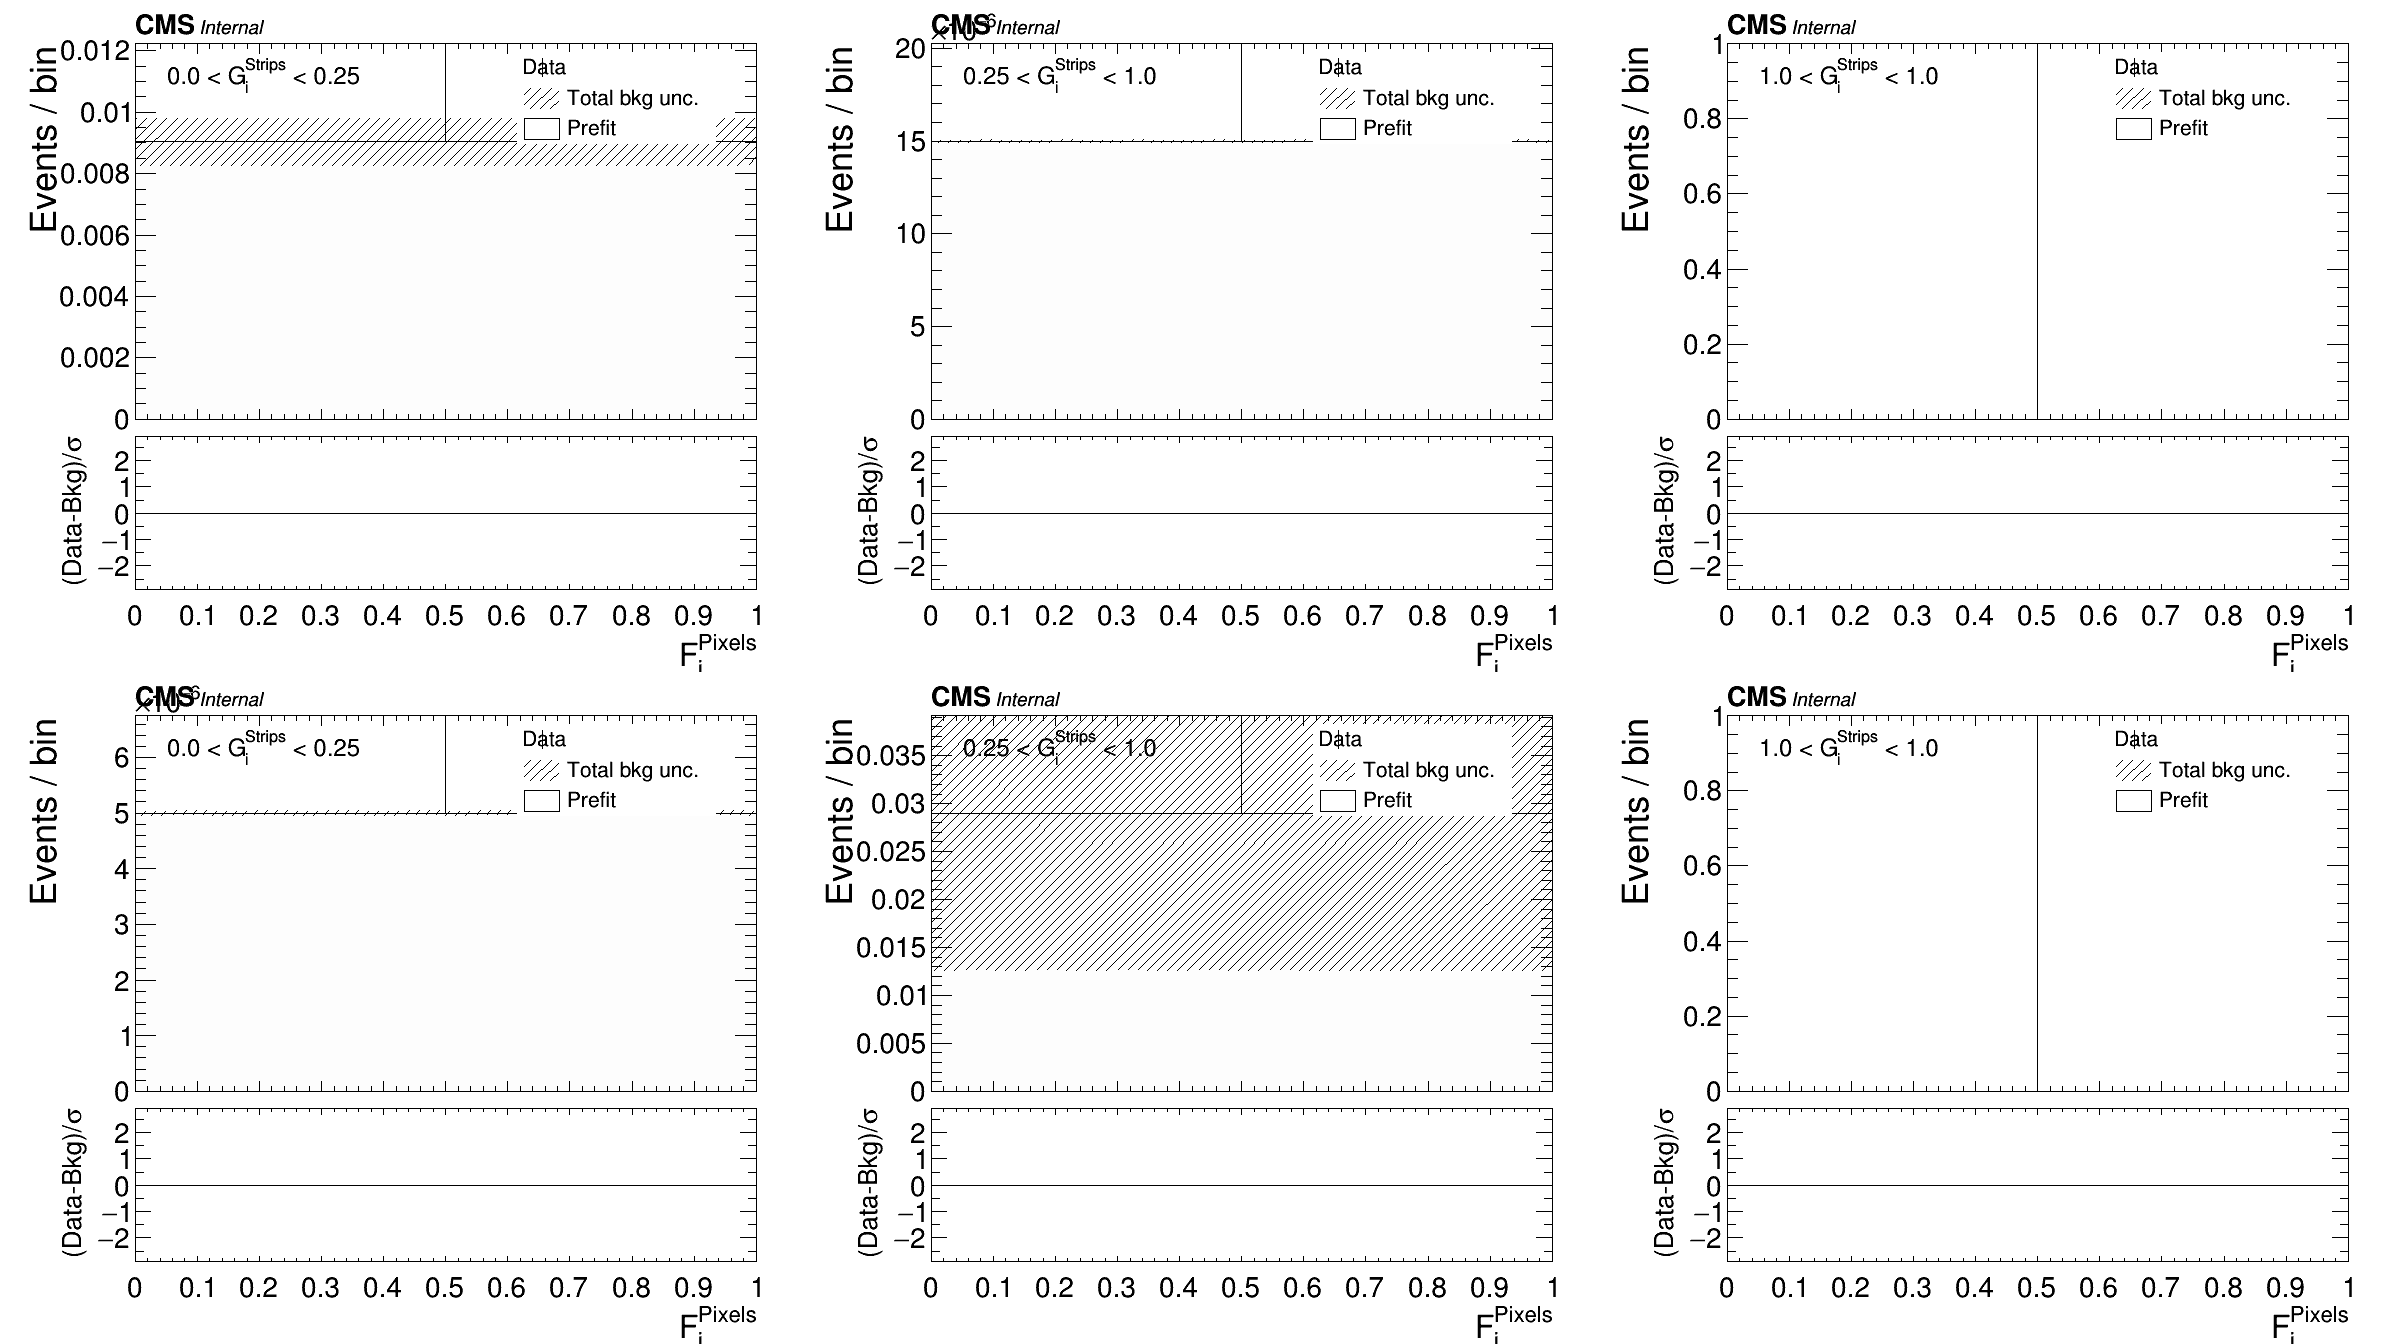 CMS Internal
Events / bin
0.012
0.01
0.008
0.006
0.004
0.002
0
0.0 < G_i^Strips < 0.25
Data
Total bkg unc.
Prefit
(Data-Bkg)/σ
2
1
0
−1
−2
0 0.1 0.2 0.3 0.4 0.5 0.6 0.7 0.8 0.9 1
F_i^Pixels
CMS Internal
Events / bin
20
15
10
5
0
0.25 < G_i^Strips < 1.0
Data
Total bkg unc.
Prefit
(Data-Bkg)/σ
2
1
0
−1
−2
0 0.1 0.2 0.3 0.4 0.5 0.6 0.7 0.8 0.9 1
F_i^Pixels
CMS Internal
Events / bin
1
0.8
0.6
0.4
0.2
0
1.0 < G_i^Strips < 1.0
Data
Total bkg unc.
Prefit
(Data-Bkg)/σ
2
1
0
−1
−2
0 0.1 0.2 0.3 0.4 0.5 0.6 0.7 0.8 0.9 1
F_i^Pixels
CMS Internal
Events / bin
6
5
4
3
2
1
0
0.0 < G_i^Strips < 0.25
Data
Total bkg unc.
Prefit
(Data-Bkg)/σ
2
1
0
−1
−2
0 0.1 0.2 0.3 0.4 0.5 0.6 0.7 0.8 0.9 1
F_i^Pixels
CMS Internal
Events / bin
0.035
0.03
0.025
0.02
0.015
0.01
0.005
0
0.25 < G_i^Strips < 1.0
Data
Total bkg unc.
Prefit
(Data-Bkg)/σ
2
1
0
−1
−2
0 0.1 0.2 0.3 0.4 0.5 0.6 0.7 0.8 0.9 1
F_i^Pixels
CMS Internal
Events / bin
1
0.8
0.6
0.4
0.2
0
1.0 < G_i^Strips < 1.0
Data
Total bkg unc.
Prefit
(Data-Bkg)/σ
2
1
0
−1
−2
0 0.1 0.2 0.3 0.4 0.5 0.6 0.7 0.8 0.9 1
F_i^Pixels